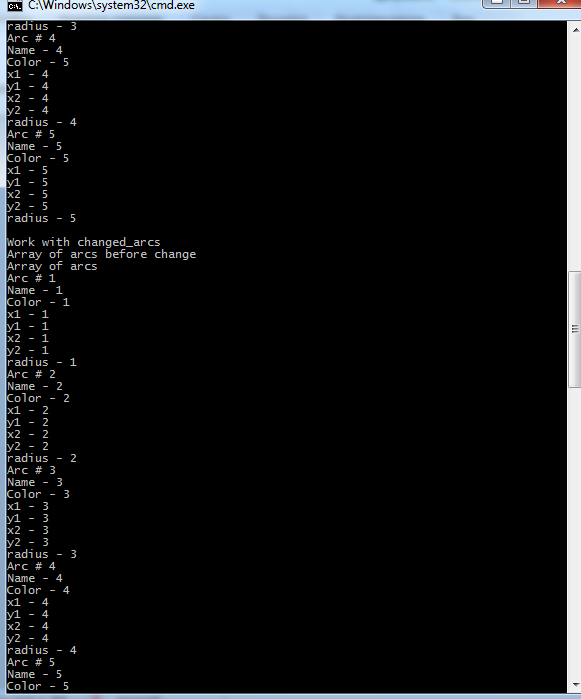 C:\Windows\system32\cmd.exe
radius - 3
Arc # 4
Name - 4
Color - 5
x1 - 4
y1 - 4
x2 - 4
y2 - 4
radius - 4
Arc # 5
Name - 5
Color - 5
x1 - 5
y1 - 5
x2 - 5
y2 - 5
radius - 5
Work with changed_arcs
Array of arcs before change
Array of arcs
Arc # 1
Name - 1
Color - 1
x1 - 1
y1 - 1
x2 - 1
y2 - 1
radius - 1
Arc # 2
Name - 2
Color - 2
x1 - 2
y1 - 2
x2 - 2
y2 - 2
radius - 2
Arc # 3
Name - 3
Color - 3
x1 - 3
y1 - 3
x2 - 3
y2 - 3
radius - 3
Arc # 4
Name - 4
Color - 4
x1 - 4
y1 - 4
x2 - 4
y2 - 4
radius - 4
Arc # 5
Name - 5
Color - 5